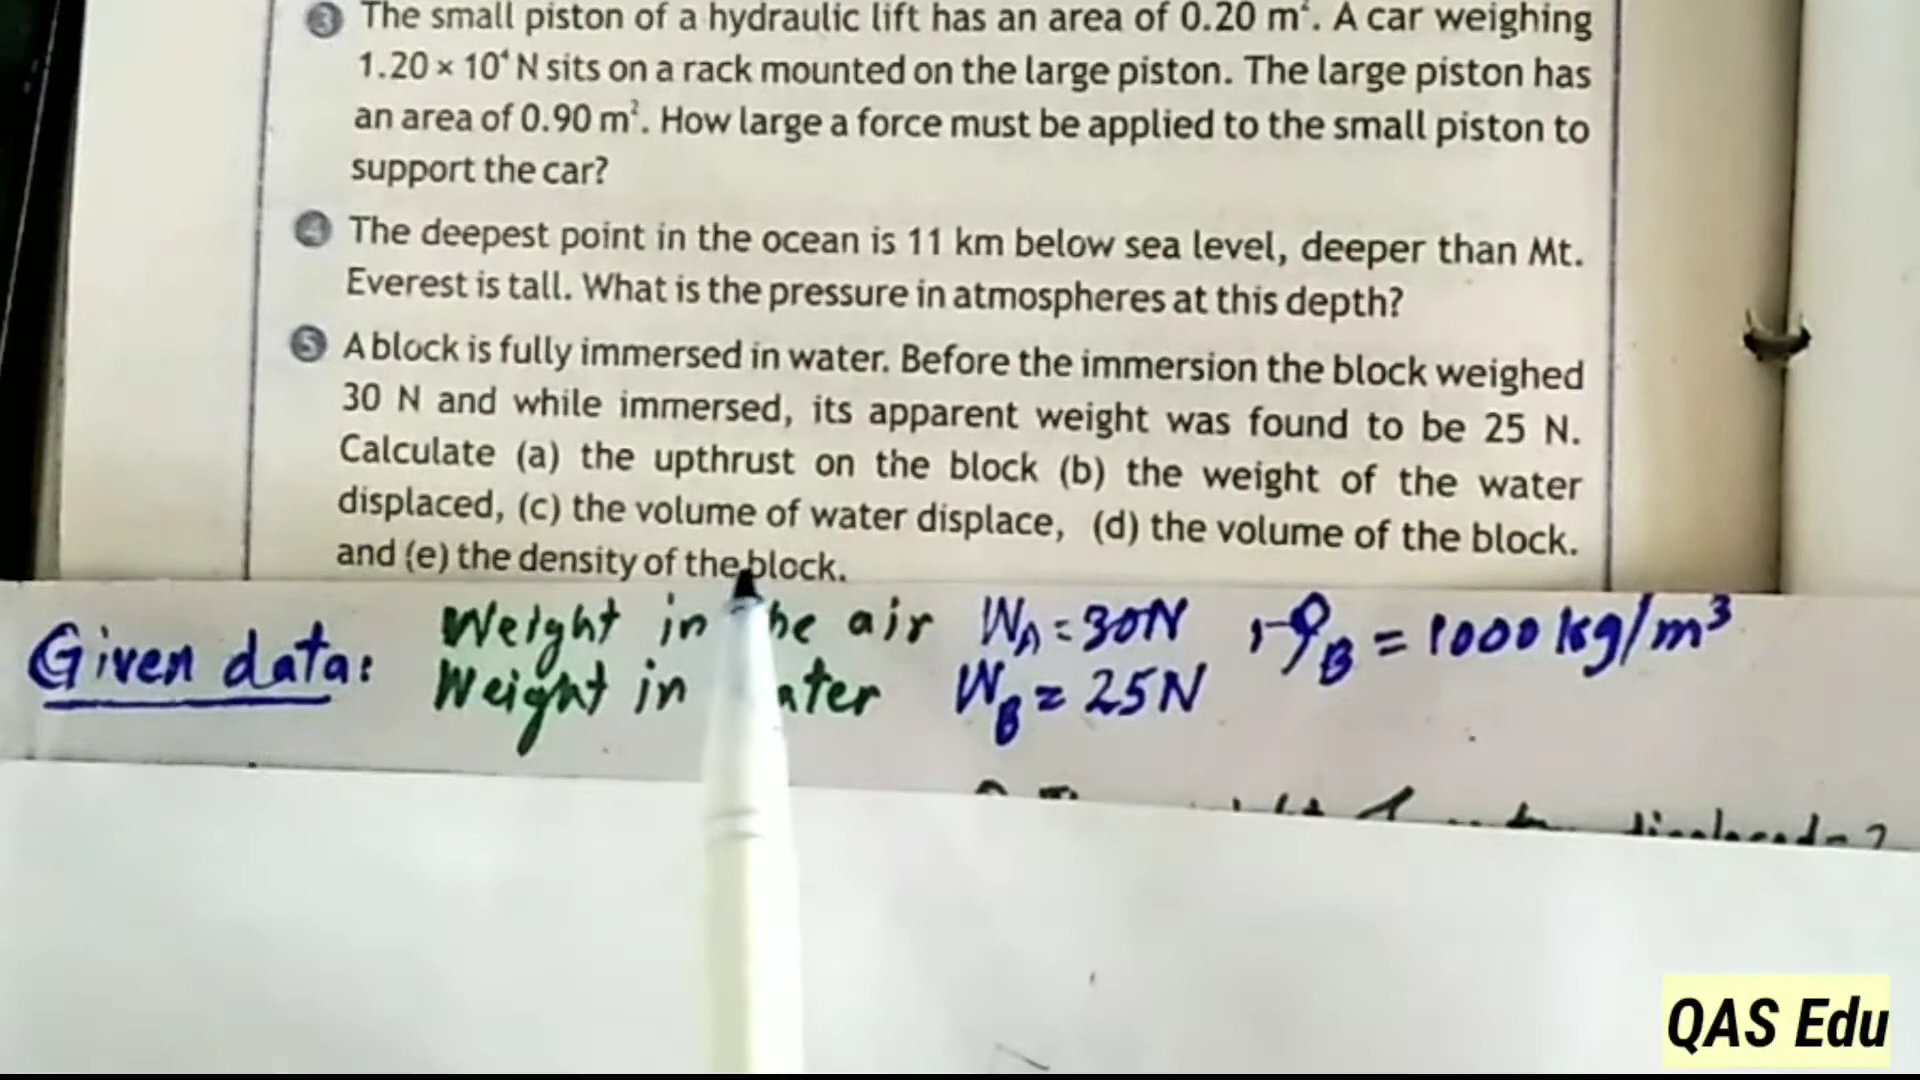 3 The small piston of a hydraulic lift has an area of 0.20 m². A car weighing
1.20 × 10⁴ N sits on a rack mounted on the large piston. The large piston has
an area of 0.90 m². How large a force must be applied to the small piston to
support the car?
4 The deepest point in the ocean is 11 km below sea level, deeper than Mt.
Everest is tall. What is the pressure in atmospheres at this depth?
5 A block is fully immersed in water. Before the immersion the block weighed
30 N and while immersed, its apparent weight was found to be 25 N.
Calculate (a) the upthrust on the block (b) the weight of the water
displaced, (c) the volume of water displace, (d) the volume of the block.
and (e) the density of the block.
Given data: Weight in he air W_A = 30N , ρ_B = 1000 kg/m³
Weight in ater W_B = 25N
QAS Edu